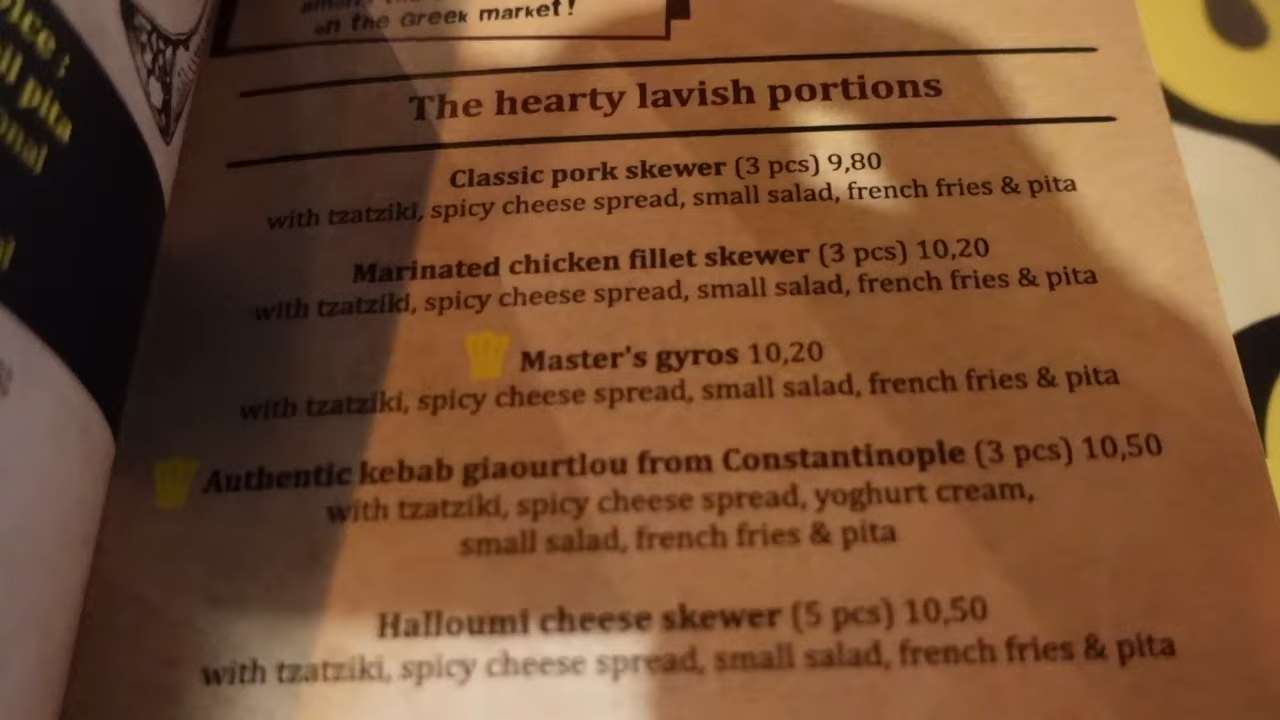 on the Greek market!
The hearty lavish portions
Classic pork skewer (3 pcs) 9,80
with tzatziki, spicy cheese spread, small salad, french fries & pita
Marinated chicken fillet skewer (3 pcs) 10,20
with tzatziki, spicy cheese spread, small salad, french fries & pita
Master's gyros 10,20
with tzatziki, spicy cheese spread, small salad, french fries & pita
Authentic kebab giaourtlou from Constantinople (3 pcs) 10,50
with tzatziki, spicy cheese spread, yoghurt cream,
small salad, french fries & pita
Halloumi cheese skewer (5 pcs) 10,50
with tzatziki, spicy cheese spread, small salad, french fries & pita
pita